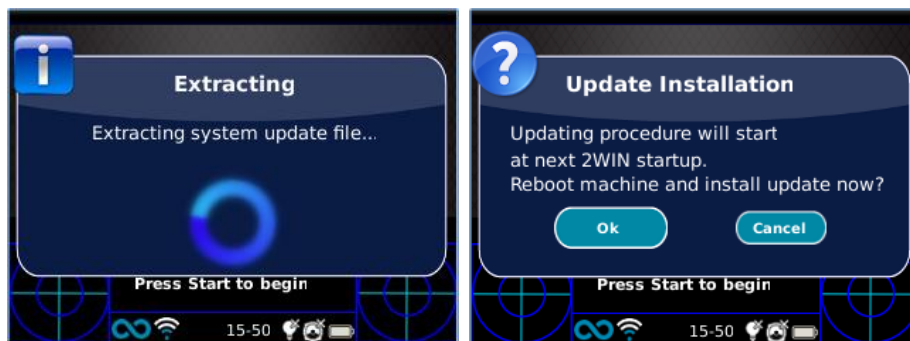 Extracting
Extracting system update file...
Press Start to begin
15-50
Update Installation
Updating procedure will start
at next 2WIN startup.
Reboot machine and install update now?
Ok
Cancel
Press Start to begin
15-50